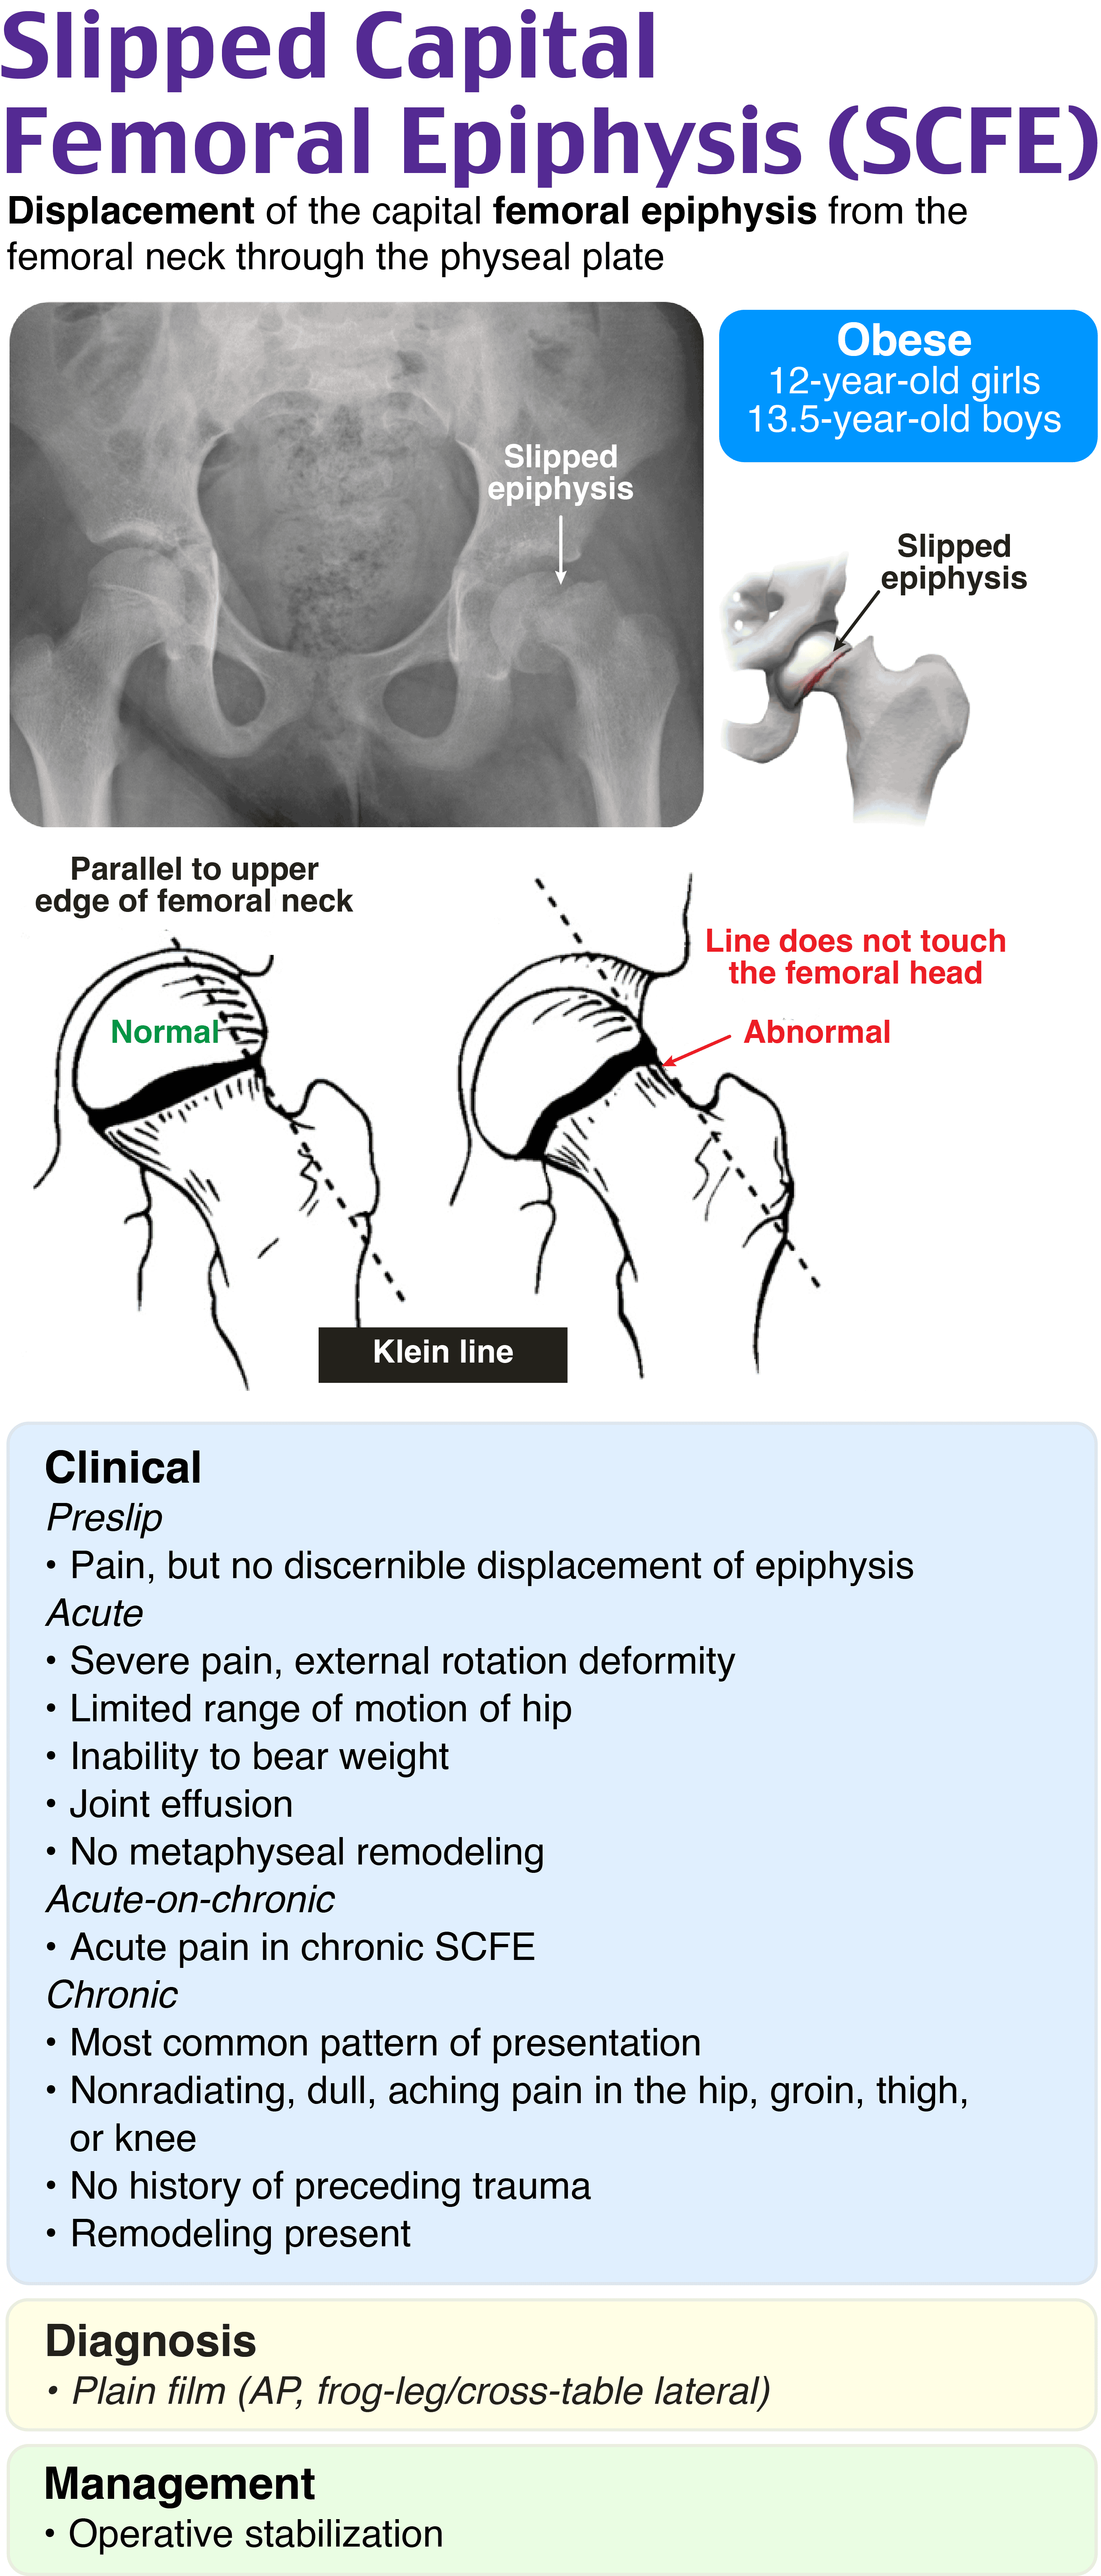 Slipped Capital
Femoral Epiphysis (SCFE)
Displacement of the capital femoral epiphysis from the
femoral neck through the physeal plate
Obese
12-year-old girls
13.5-year-old boys
Slipped
epiphysis
Slipped
epiphysis
Parallel to upper
edge of femoral neck
Normal
Line does not touch
the femoral head
Abnormal
Klein line
Clinical
Preslip
• Pain, but no discernible displacement of epiphysis
Acute
• Severe pain, external rotation deformity
• Limited range of motion of hip
• Inability to bear weight
• Joint effusion
• No metaphyseal remodeling
Acute-on-chronic
• Acute pain in chronic SCFE
Chronic
• Most common pattern of presentation
• Nonradiating, dull, aching pain in the hip, groin, thigh,
or knee
• No history of preceding trauma
• Remodeling present
Diagnosis
• Plain film (AP, frog-leg/cross-table lateral)
Management
• Operative stabilization